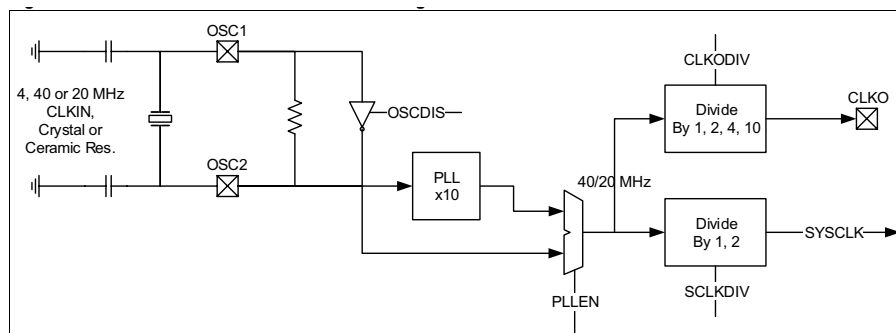 OSC1
4, 40 or 20 MHz
CLKIN,
Crystal or
Ceramic Res.
OSCDIS
OSC2
PLL
x10
40/20 MHz
PLLEN
CLKODIV
Divide
By 1, 2, 4, 10
CLKO
Divide
By 1, 2
SYSCLK
SCLKDIV